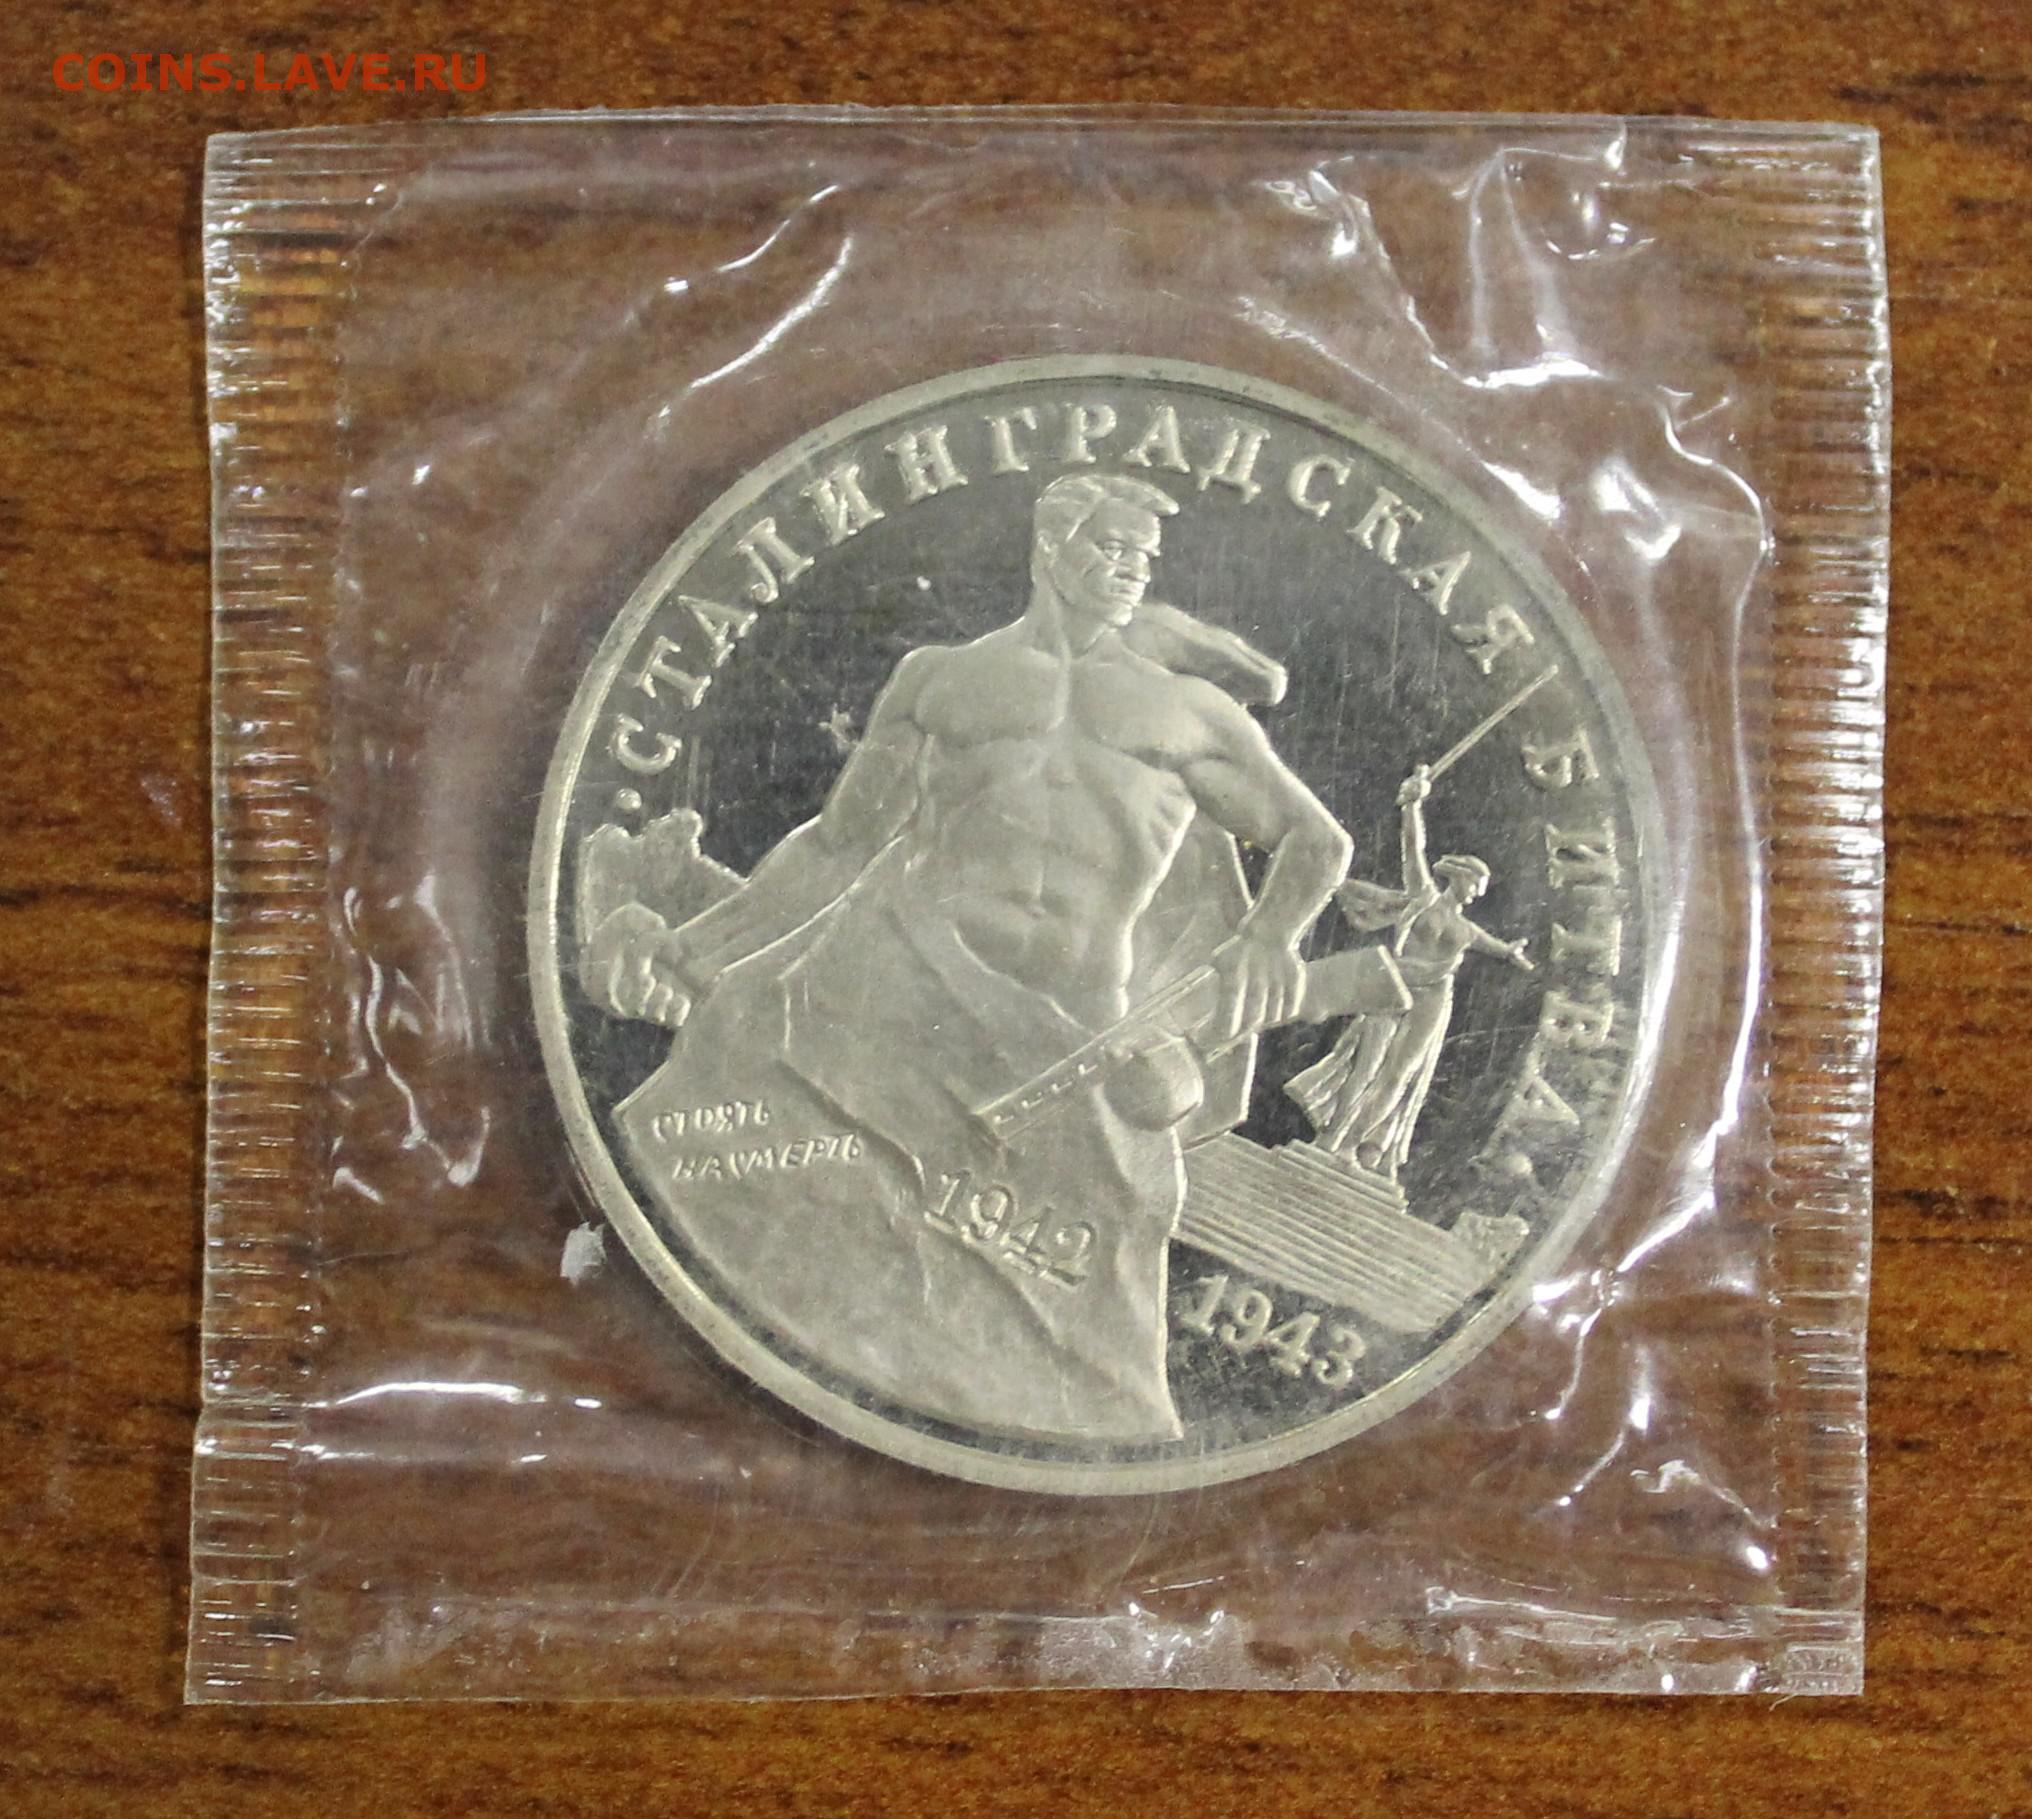 COINS.LAVE.RU
•СТАЛИНГРАДСКАЯ БИТВА•
СТОЯТЬ
НАСМЕРТЬ
1942
1943